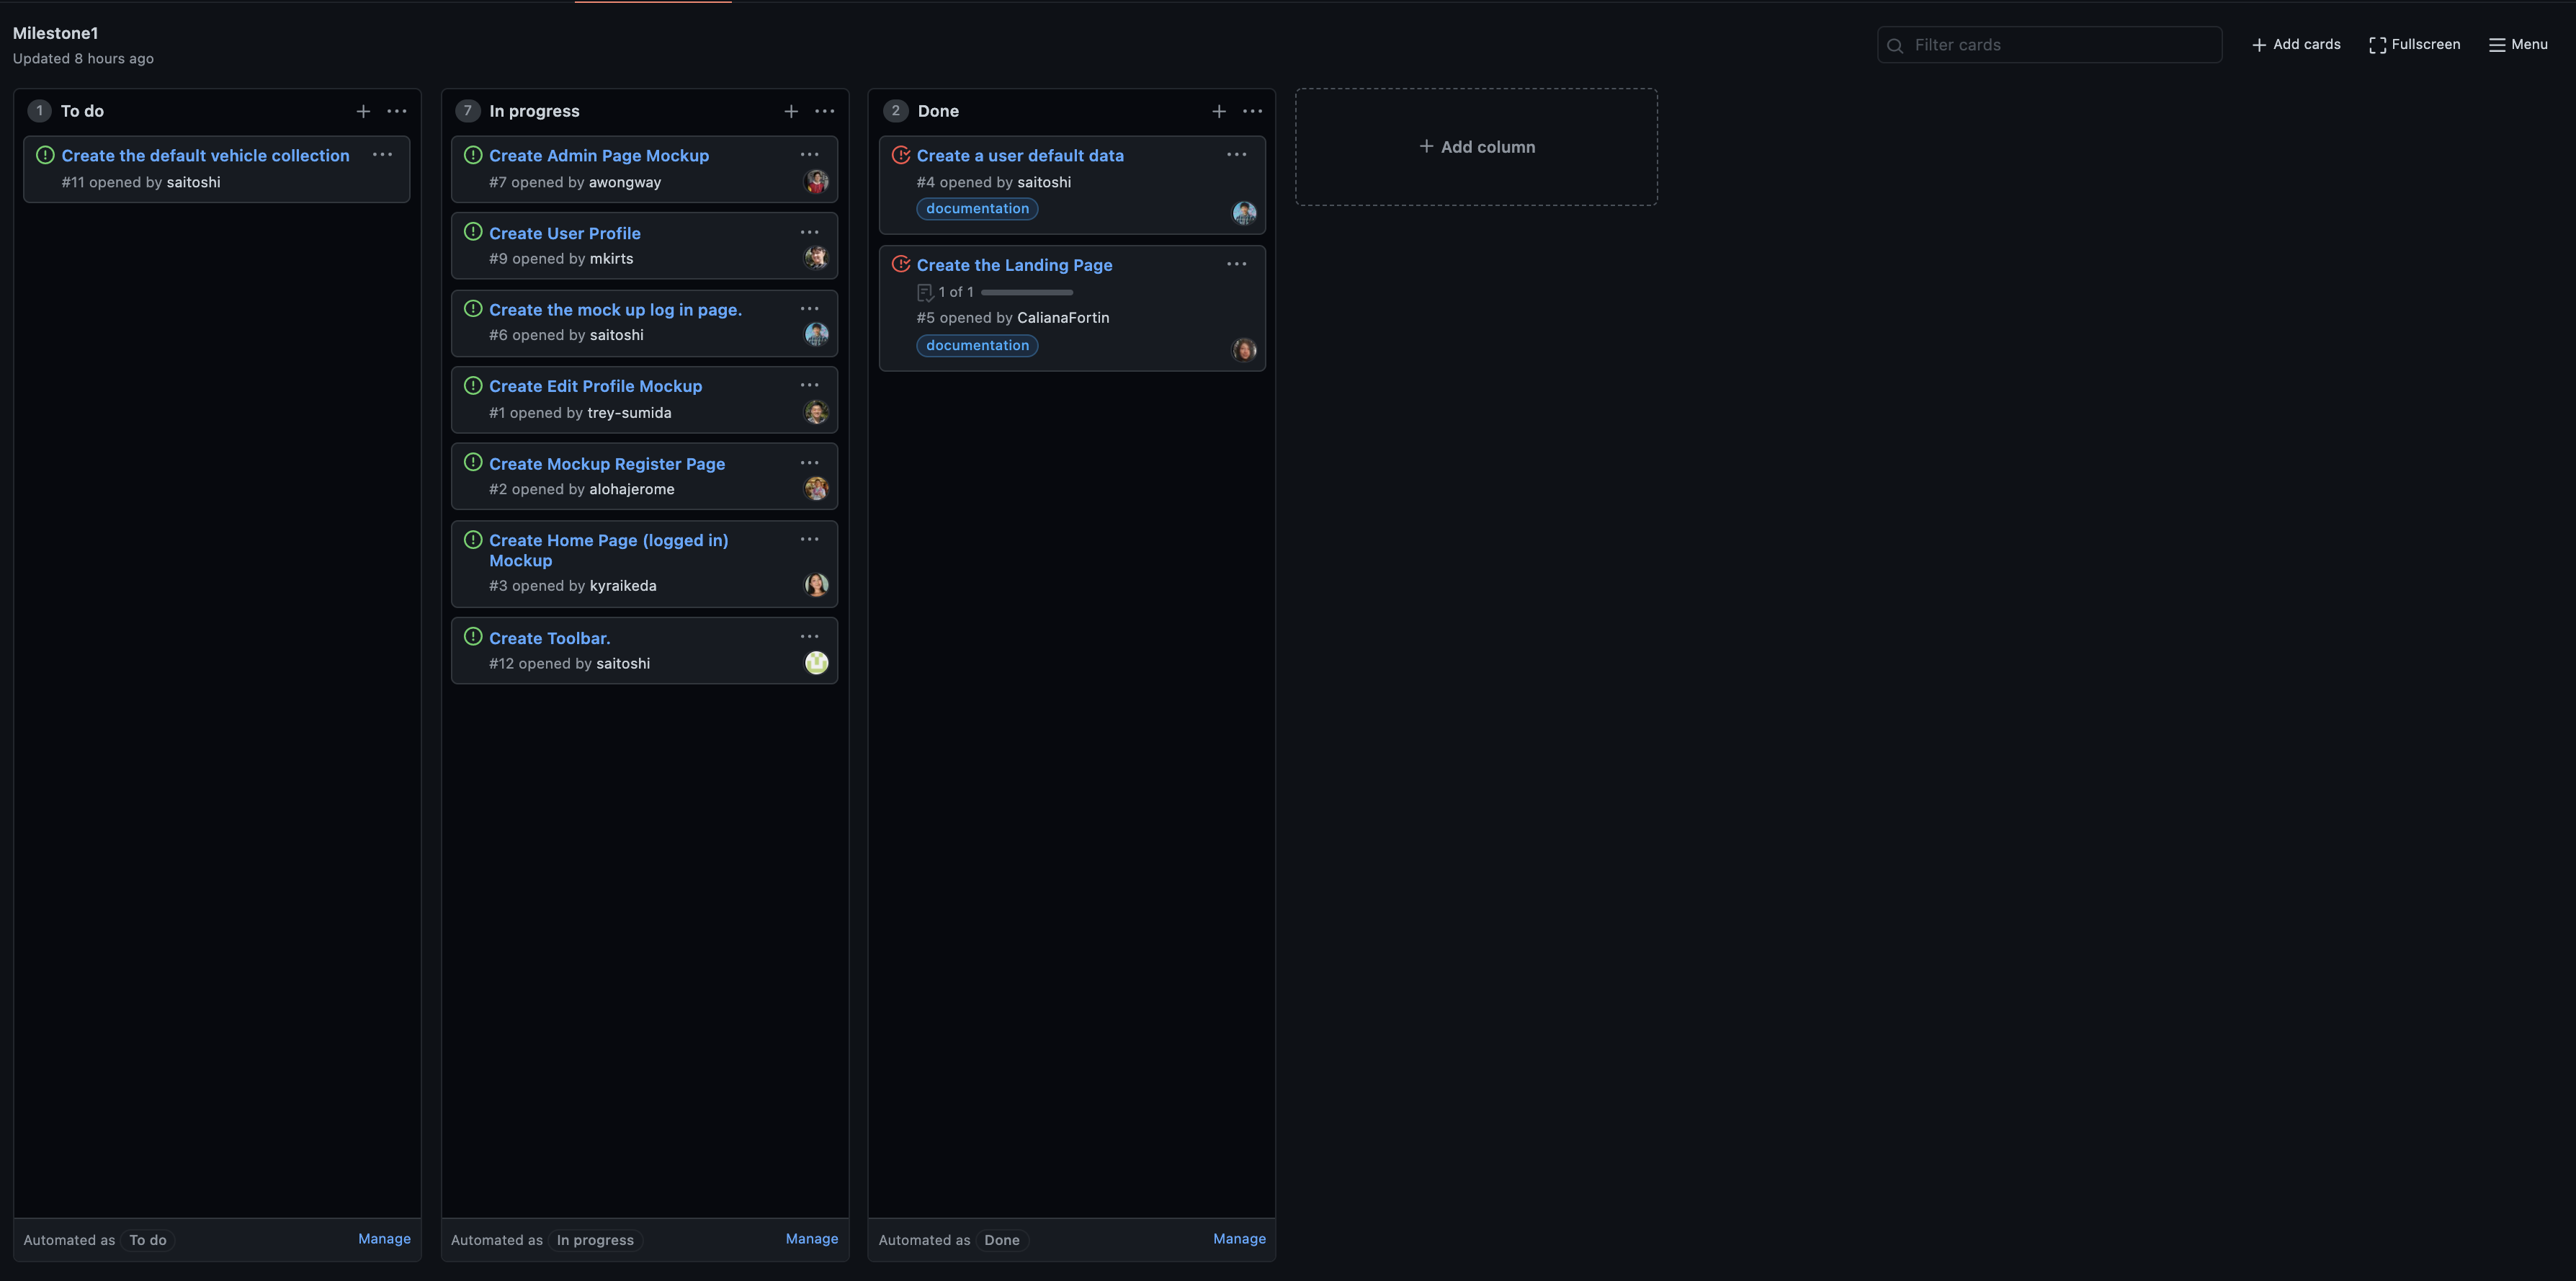 Milestone1
Updated 8 hours ago
Filter cards
Add cards
Fullscreen
Menu
1 To do
Create the default vehicle collection
#11 opened by saitoshi
Automated as To do
Manage
7 In progress
Create Admin Page Mockup
#7 opened by awongway
Create User Profile
#9 opened by mkirts
Create the mock up log in page.
#6 opened by saitoshi
Create Edit Profile Mockup
#1 opened by trey-sumida
Create Mockup Register Page
#2 opened by alohajerome
Create Home Page (logged in)
Mockup
#3 opened by kyraikeda
Create Toolbar.
#12 opened by saitoshi
Automated as In progress
Manage
2 Done
Create a user default data
#4 opened by saitoshi
documentation
Create the Landing Page
1 of 1
#5 opened by CalianaFortin
documentation
Automated as Done
Manage
Add column